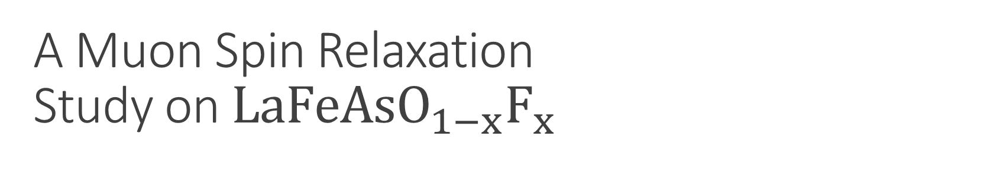 A Muon Spin Relaxation
Study on LaFeAsO₁₋ₓFₓ